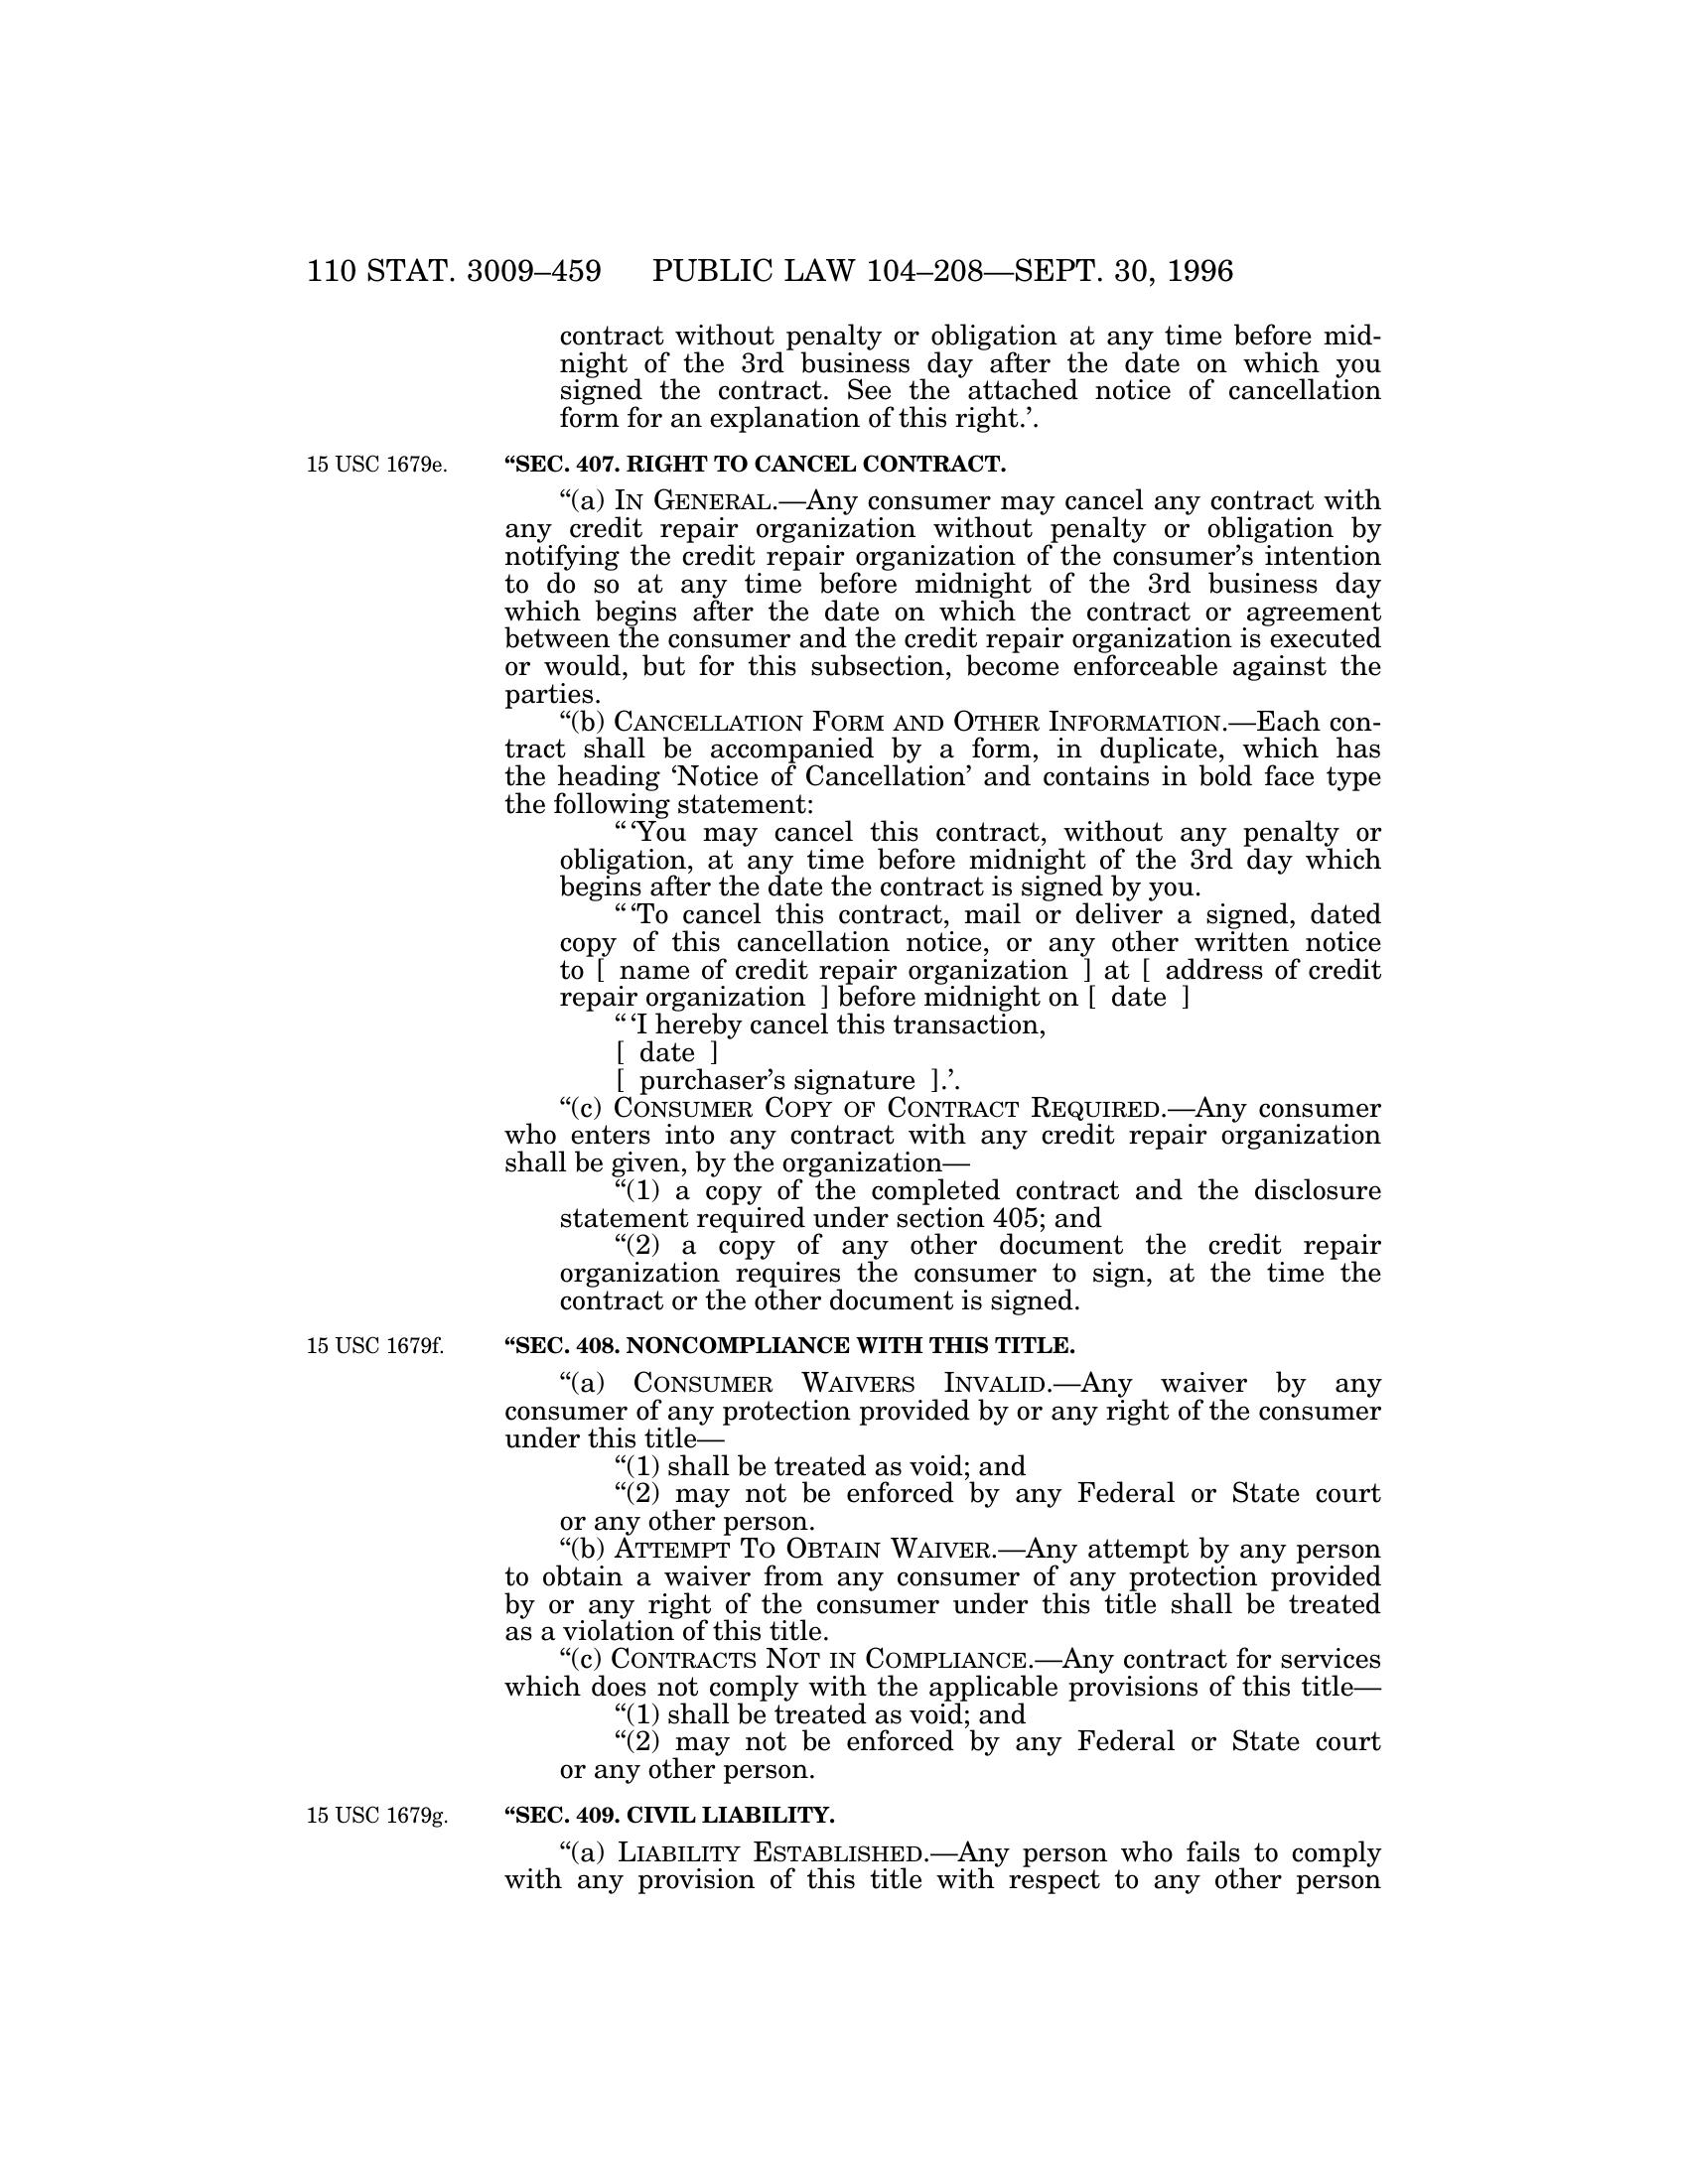 110 STAT. 3009–459 PUBLIC LAW 104–208—SEPT. 30, 1996
contract without penalty or obligation at any time before mid-
night of the 3rd business day after the date on which you
signed the contract. See the attached notice of cancellation
form for an explanation of this right.’.
15 USC 1679e. “SEC. 407. RIGHT TO CANCEL CONTRACT.
“(a) IN GENERAL.—Any consumer may cancel any contract with
any credit repair organization without penalty or obligation by
notifying the credit repair organization of the consumer’s intention
to do so at any time before midnight of the 3rd business day
which begins after the date on which the contract or agreement
between the consumer and the credit repair organization is executed
or would, but for this subsection, become enforceable against the
parties.
“(b) CANCELLATION FORM AND OTHER INFORMATION.—Each con-
tract shall be accompanied by a form, in duplicate, which has
the heading ‘Notice of Cancellation’ and contains in bold face type
the following statement:
“ ‘You may cancel this contract, without any penalty or
obligation, at any time before midnight of the 3rd day which
begins after the date the contract is signed by you.
“ ‘To cancel this contract, mail or deliver a signed, dated
copy of this cancellation notice, or any other written notice
to [ name of credit repair organization ] at [ address of credit
repair organization ] before midnight on [ date ]
“ ‘I hereby cancel this transaction,
[ date ]
[ purchaser’s signature ].’.
“(c) CONSUMER COPY OF CONTRACT REQUIRED.—Any consumer
who enters into any contract with any credit repair organization
shall be given, by the organization—
“(1) a copy of the completed contract and the disclosure
statement required under section 405; and
“(2) a copy of any other document the credit repair
organization requires the consumer to sign, at the time the
contract or the other document is signed.
15 USC 1679f. “SEC. 408. NONCOMPLIANCE WITH THIS TITLE.
“(a) CONSUMER WAIVERS INVALID.—Any waiver by any
consumer of any protection provided by or any right of the consumer
under this title—
“(1) shall be treated as void; and
“(2) may not be enforced by any Federal or State court
or any other person.
“(b) ATTEMPT TO OBTAIN WAIVER.—Any attempt by any person
to obtain a waiver from any consumer of any protection provided
by or any right of the consumer under this title shall be treated
as a violation of this title.
“(c) CONTRACTS NOT IN COMPLIANCE.—Any contract for services
which does not comply with the applicable provisions of this title—
“(1) shall be treated as void; and
“(2) may not be enforced by any Federal or State court
or any other person.
15 USC 1679g. “SEC. 409. CIVIL LIABILITY.
“(a) LIABILITY ESTABLISHED.—Any person who fails to comply
with any provision of this title with respect to any other person